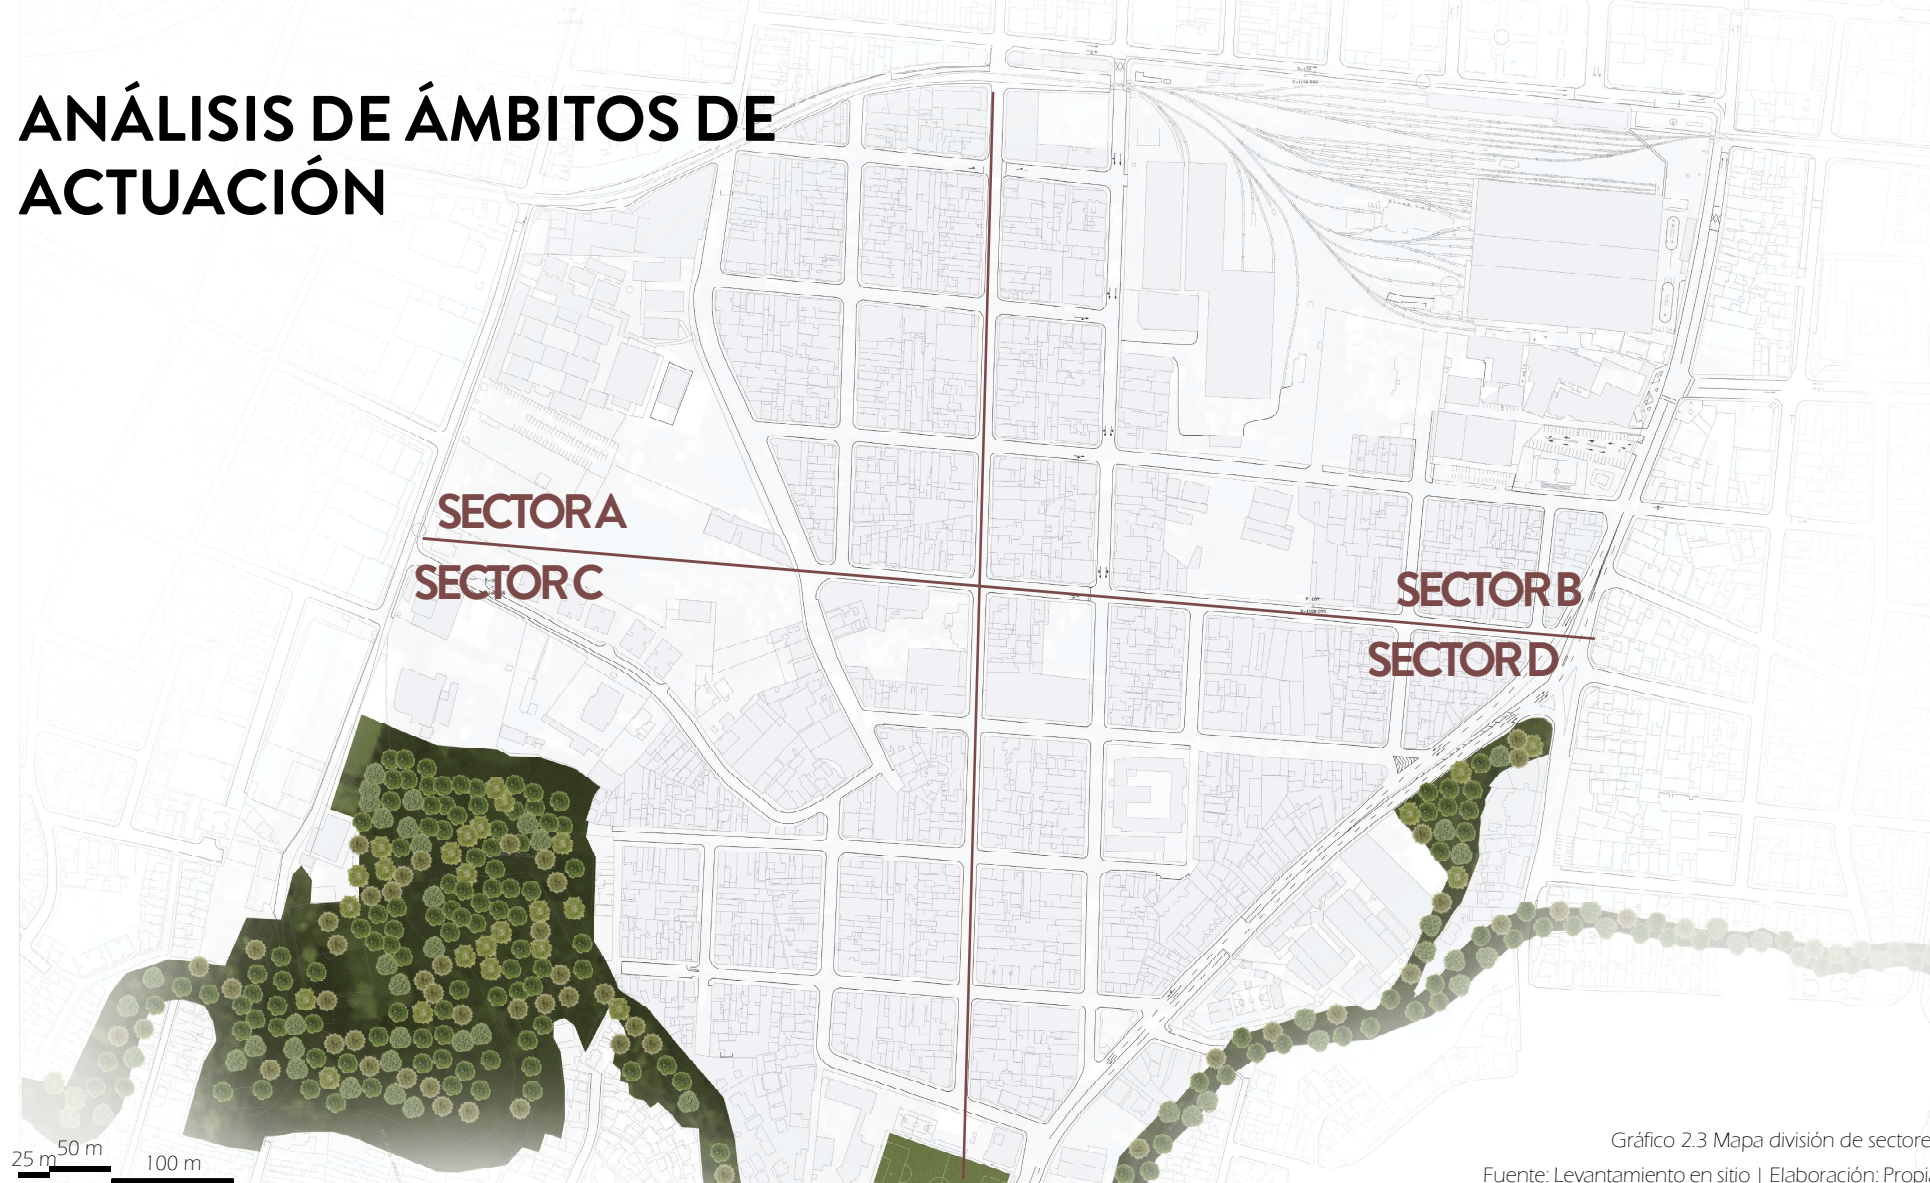 ANÁLISIS DE ÁMBITOS DE
ACTUACIÓN
SECTOR A
SECTOR C
SECTOR B
SECTOR D
25 m
50 m
100 m
Gráfico 2.3 Mapa división de sectore
Fuente: Levantamiento en sitio | Elaboración: Propi